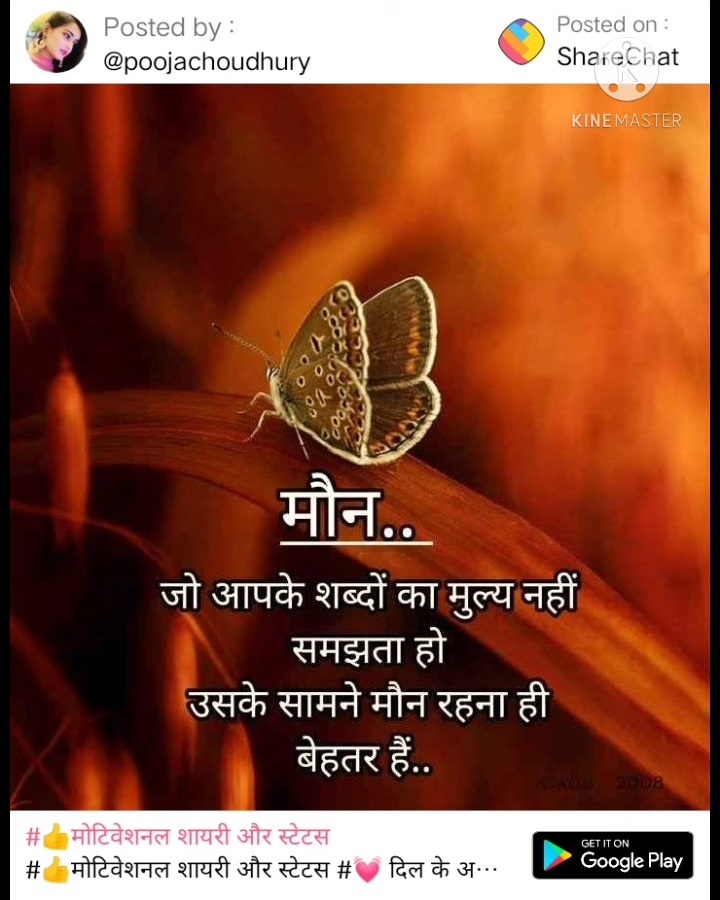 Posted by :
@poojachoudhury
Posted on :
ShareChat
KINEMASTER
मौन..
जो आपके शब्दों का मुल्य नहीं
समझता हो
उसके सामने मौन रहना ही
बेहतर हैं..
2008
#👍मोटिवेशनल शायरी और स्टेटस
#👍मोटिवेशनल शायरी और स्टेटस #💓 दिल के अ...
GET IT ON
Google Play